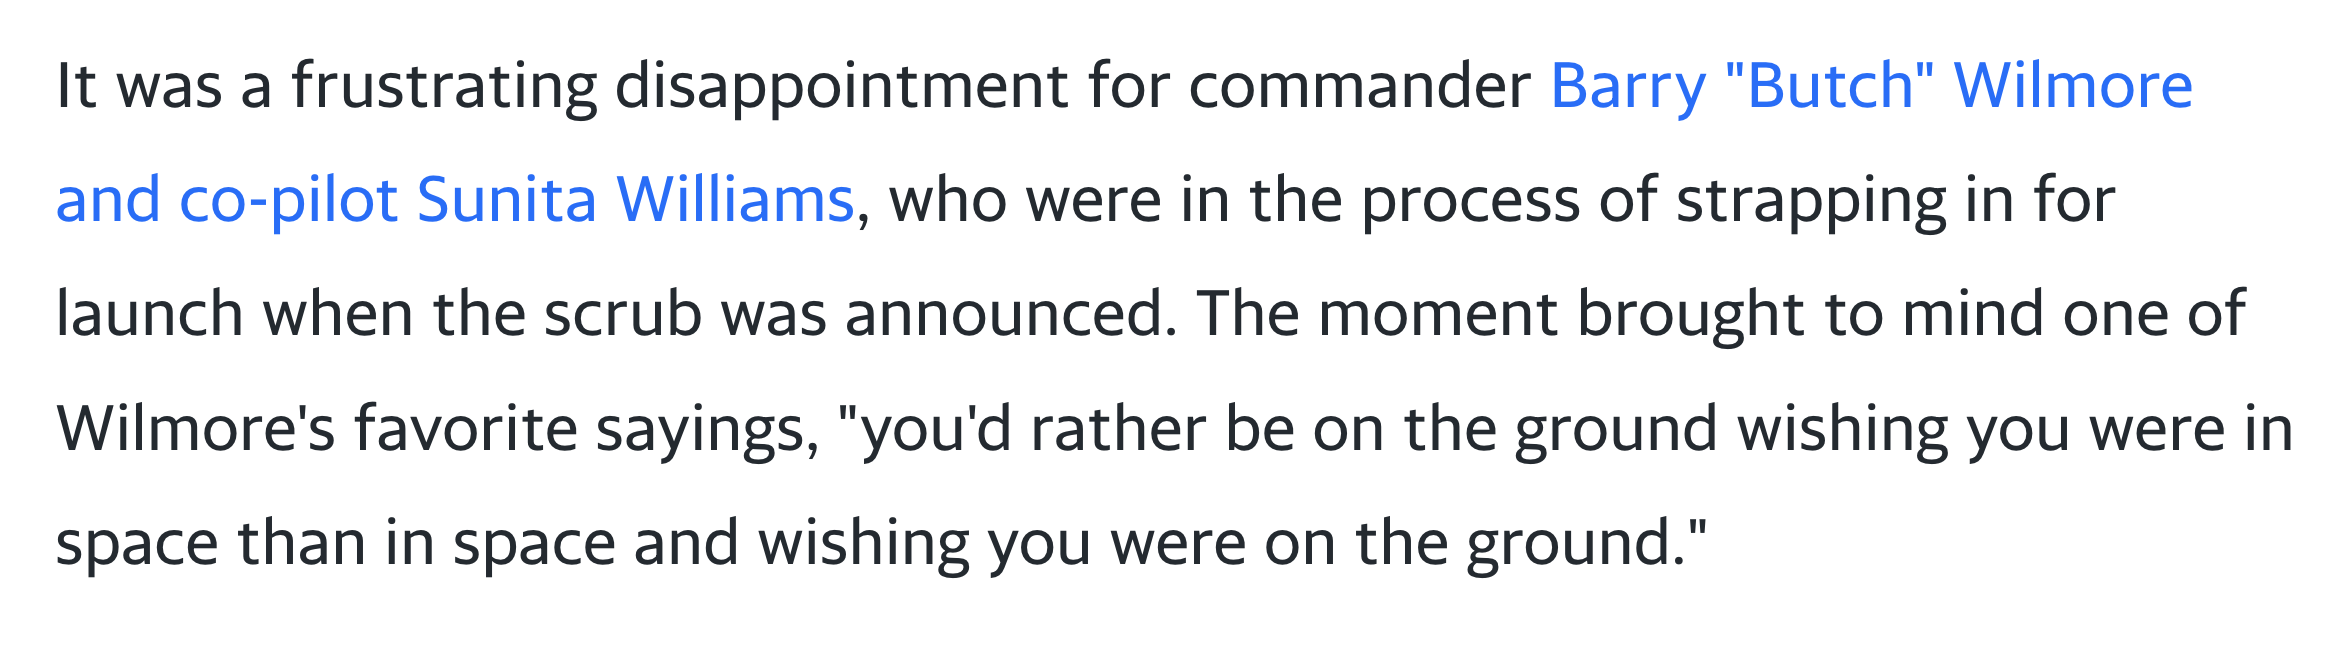 It was a frustrating disappointment for commander Barry "Butch" Wilmore
and co-pilot Sunita Williams, who were in the process of strapping in for
launch when the scrub was announced. The moment brought to mind one of
Wilmore's favorite sayings, "you'd rather be on the ground wishing you were in
space than in space and wishing you were on the ground."